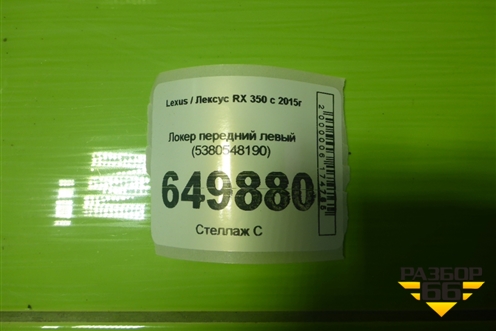 Lexus / Лексус RX 350 с 2015г
Локер передний левый
(5380548190)
649880
Стеллаж С
РАЗБОР
66